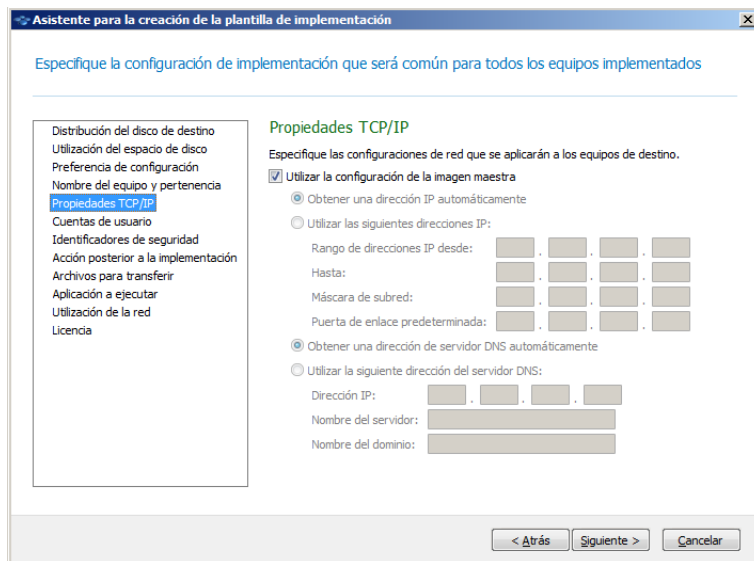 Asistente para la creación de la plantilla de implementación
Especifique la configuración de implementación que será común para todos los equipos implementados
Distribución del disco de destino
Utilización del espacio de disco
Preferencia de configuración
Nombre del equipo y pertenencia
Propiedades TCP/IP
Cuentas de usuario
Identificadores de seguridad
Acción posterior a la implementación
Archivos para transferir
Aplicación a ejecutar
Utilización de la red
Licencia
Propiedades TCP/IP
Especifique las configuraciones de red que se aplicarán a los equipos de destino.
Utilizar la configuración de la imagen maestra
Obtener una dirección IP automáticamente
Utilizar las siguientes direcciones IP:
Rango de direcciones IP desde:
Hasta:
Máscara de subred:
Puerta de enlace predeterminada:
Obtener una dirección de servidor DNS automáticamente
Utilizar la siguiente dirección del servidor DNS:
Dirección IP:
Nombre del servidor:
Nombre del dominio:
< Atrás
Siguiente >
Cancelar